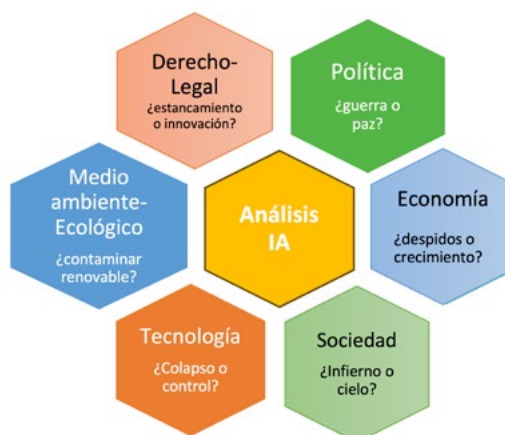 Derecho-
Legal
¿estancamiento
o innovación?
Política
¿guerra o
paz?
Medio
ambiente-
Ecológico
¿contaminar
renovable?
Análisis
IA
Economía
¿despidos o
crecimiento?
Tecnología
¿Colapso o
control?
Sociedad
¿Infierno o
cielo?